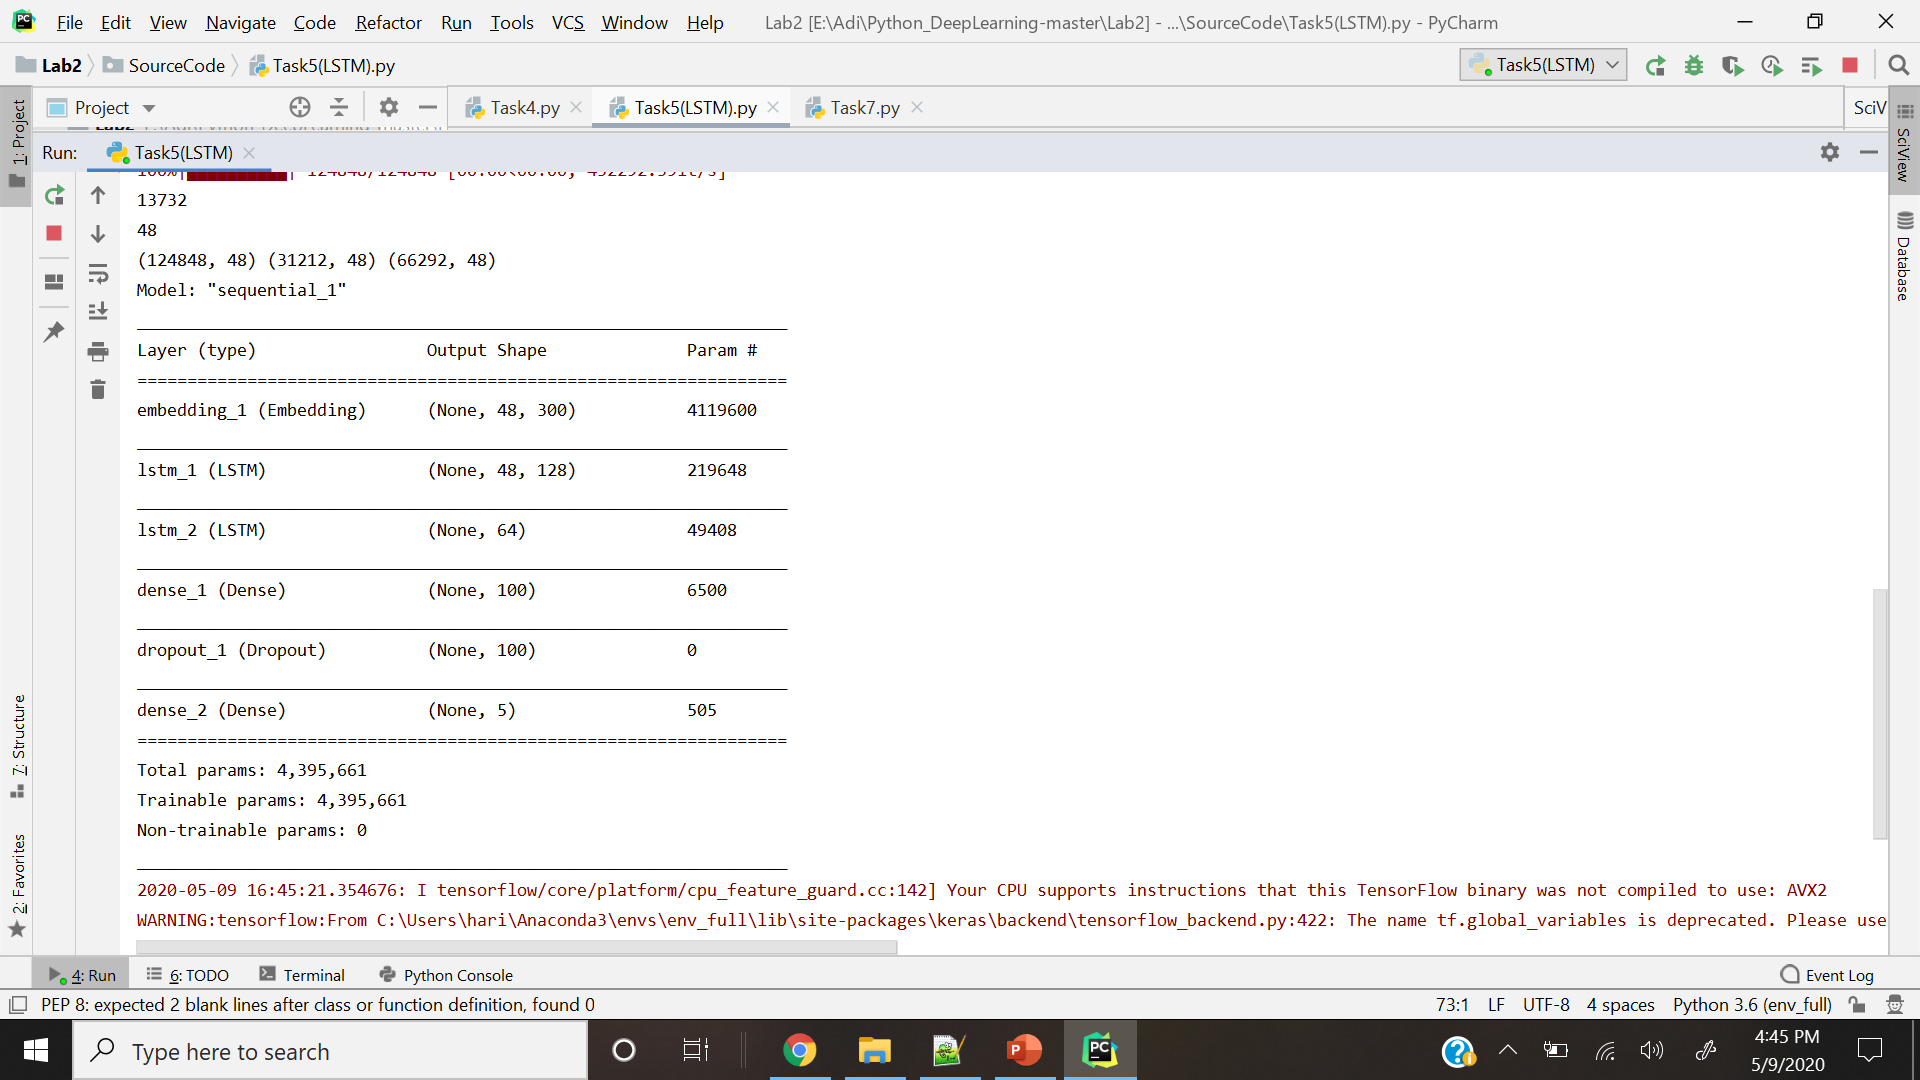 File Edit View Navigate Code Refactor Run Tools VCS Window Help Lab2 [E:\Adi\Python_DeepLearning-master\Lab2] - ...\SourceCode\Task5(LSTM).py - PyCharm
Lab2 SourceCode Task5(LSTM).py Task5(LSTM)
Project Task4.py Task5(LSTM).py Task7.py SciV
Run: Task5(LSTM)
13732
48
(124848, 48) (31212, 48) (66292, 48)
Model: "sequential_1"
Layer (type) Output Shape Param #
embedding_1 (Embedding) (None, 48, 300) 4119600
lstm_1 (LSTM) (None, 48, 128) 219648
lstm_2 (LSTM) (None, 64) 49408
dense_1 (Dense) (None, 100) 6500
dropout_1 (Dropout) (None, 100) 0
dense_2 (Dense) (None, 5) 505
Total params: 4,395,661
Trainable params: 4,395,661
Non-trainable params: 0
2020-05-09 16:45:21.354676: I tensorflow/core/platform/cpu_feature_guard.cc:142] Your CPU supports instructions that this TensorFlow binary was not compiled to use: AVX2
WARNING:tensorflow:From C:\Users\hari\Anaconda3\envs\env_full\lib\site-packages\keras\backend\tensorflow_backend.py:422: The name tf.global_variables is deprecated. Please use
1: Project
7: Structure
2: Favorites
SciView
Database
4: Run 6: TODO Terminal Python Console Event Log
PEP 8: expected 2 blank lines after class or function definition, found 0 73:1 LF UTF-8 4 spaces Python 3.6 (env_full)
Type here to search
4:45 PM
5/9/2020